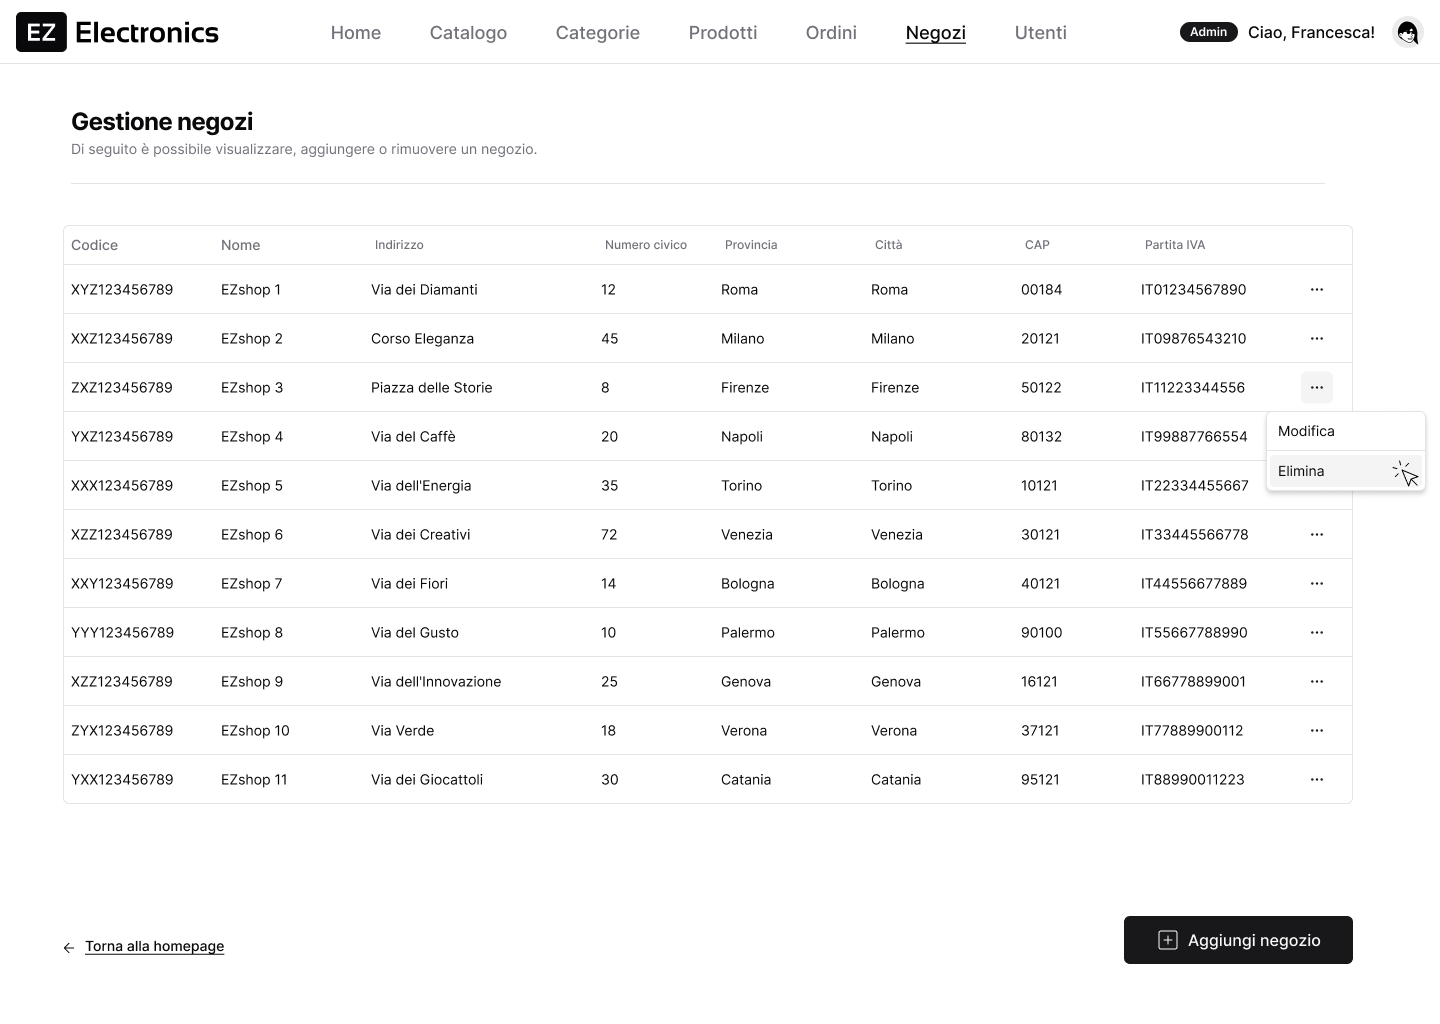 EZ Electronics Home Catalogo Categorie Prodotti Ordini Negozi Utenti Admin Ciao, Francesca!
Gestione negozi
Di seguito è possibile visualizzare, aggiungere o rimuovere un negozio.
Codice Nome Indirizzo Numero civico Provincia Città CAP Partita IVA
XYZ123456789 EZshop 1 Via dei Diamanti 12 Roma Roma 00184 IT01234567890 ...
XXZ123456789 EZshop 2 Corso Eleganza 45 Milano Milano 20121 IT09876543210 ...
ZXZ123456789 EZshop 3 Piazza delle Storie 8 Firenze Firenze 50122 IT11223344556 ...
YXZ123456789 EZshop 4 Via del Caffè 20 Napoli Napoli 80132 IT99887766554
Modifica
XXX123456789 EZshop 5 Via dell'Energia 35 Torino Torino 10121 IT22334455667
Elimina
XZZ123456789 EZshop 6 Via dei Creativi 72 Venezia Venezia 30121 IT33445566778 ...
XXY123456789 EZshop 7 Via dei Fiori 14 Bologna Bologna 40121 IT44556677889 ...
YYY123456789 EZshop 8 Via del Gusto 10 Palermo Palermo 90100 IT55667788990 ...
XZZ123456789 EZshop 9 Via dell'Innovazione 25 Genova Genova 16121 IT66778899001 ...
ZYX123456789 EZshop 10 Via Verde 18 Verona Verona 37121 IT77889900112 ...
YXX123456789 EZshop 11 Via dei Giocattoli 30 Catania Catania 95121 IT88990011223 ...
Torna alla homepage
Aggiungi negozio